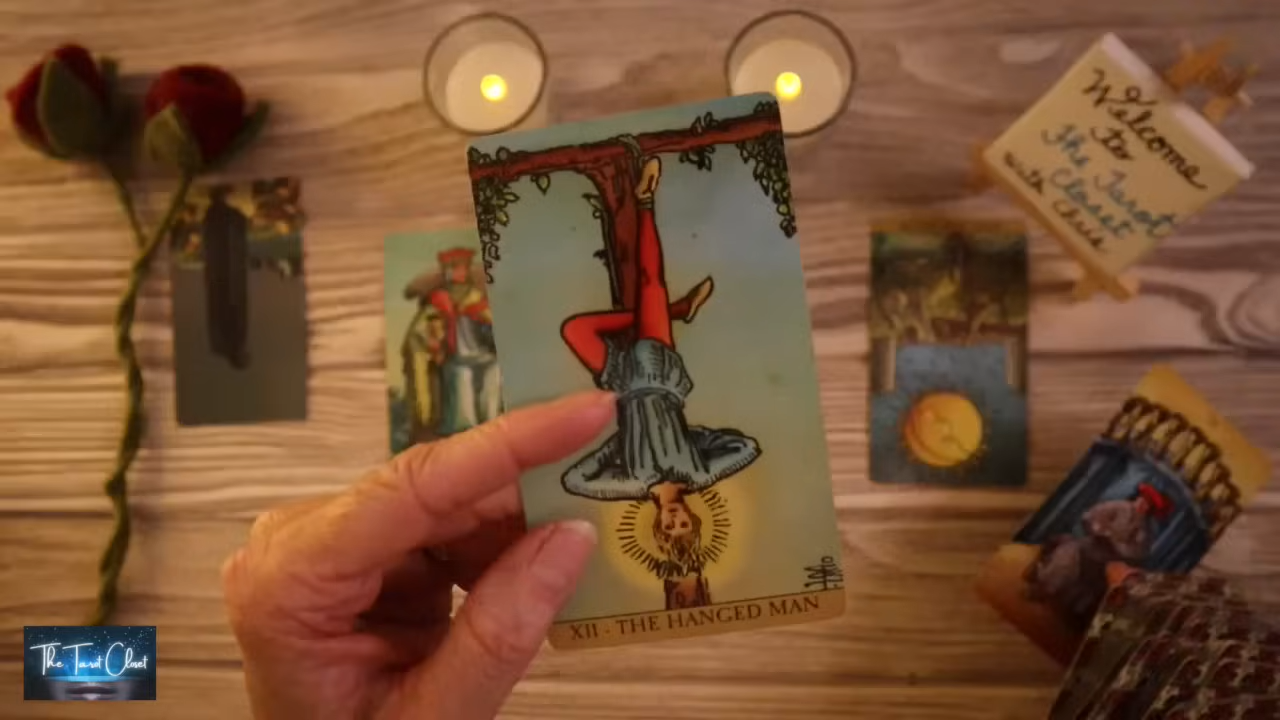 Welcome
to
The Tarot
Closet
with Chris
XII · THE HANGED MAN
The Tarot Closet